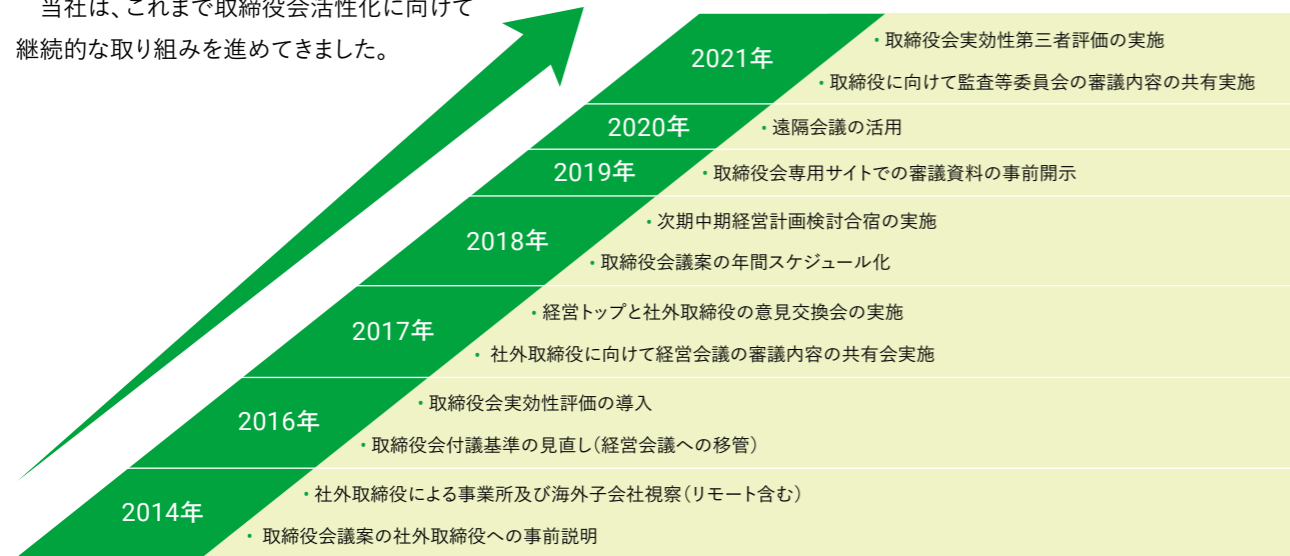 当社は、これまで取締役会活性化に向けて
継続的な取り組みを進めてきました。
2021年
・取締役会実効性第三者評価の実施
・取締役に向けて監査等委員会の審議内容の共有実施
2020年
・遠隔会議の活用
2019年
・取締役会専用サイトでの審議資料の事前開示
2018年
・次期中期経営計画検討合宿の実施
・取締役会議案の年間スケジュール化
2017年
・経営トップと社外取締役の意見交換会の実施
・社外取締役に向けて経営会議の審議内容の共有会実施
2016年
・取締役会実効性評価の導入
・取締役会付議基準の見直し(経営会議への移管)
2014年
・社外取締役による事業所及び海外子会社視察(リモート含む)
・取締役会議案の社外取締役への事前説明